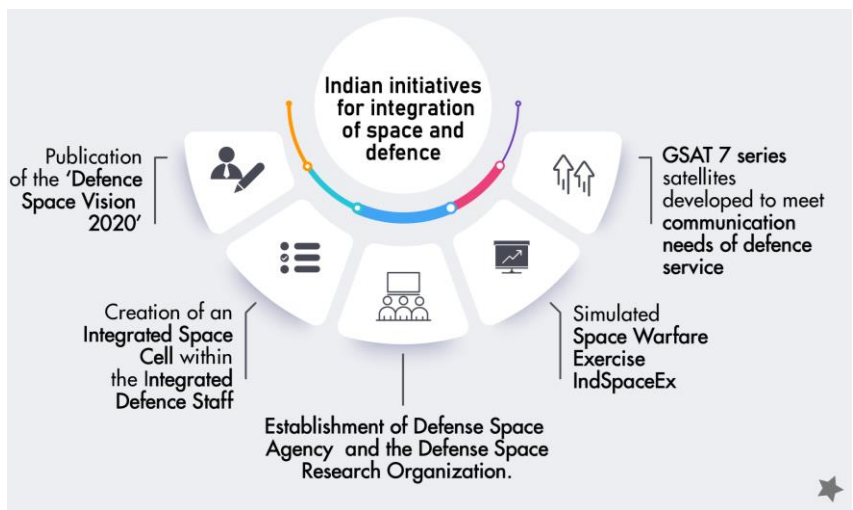 Indian initiatives
for integration
of space and
defence
Publication
of the ‘Defence
Space Vision
2020’
Creation of an
Integrated Space
Cell within
the Integrated
Defence Staff
Establishment of Defense Space
Agency and the Defense Space
Research Organization.
Simulated
Space Warfare
Exercise
IndSpaceEx
GSAT 7 series
satellites
developed to meet
communication
needs of defence
service